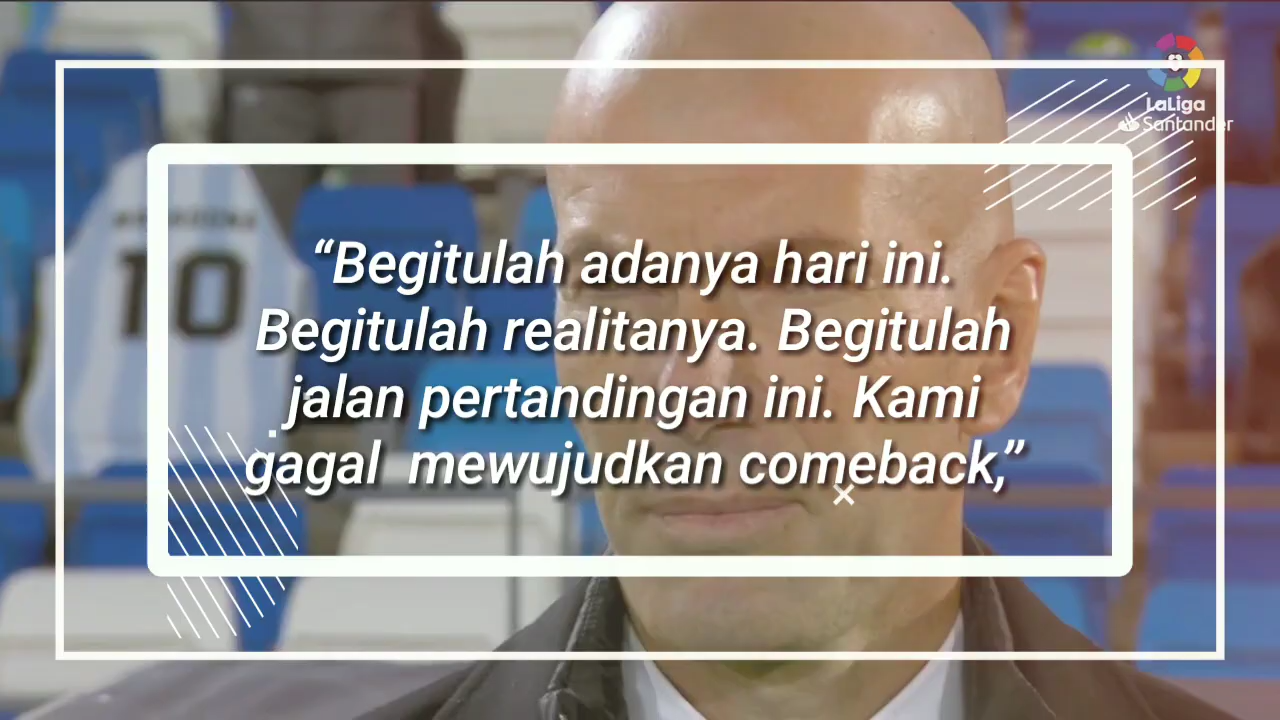 LaLiga
Santander
10
“Begitulah adanya hari ini.
Begitulah realitanya. Begitulah
jalan pertandingan ini. Kami
gagal  mewujudkan comeback,”